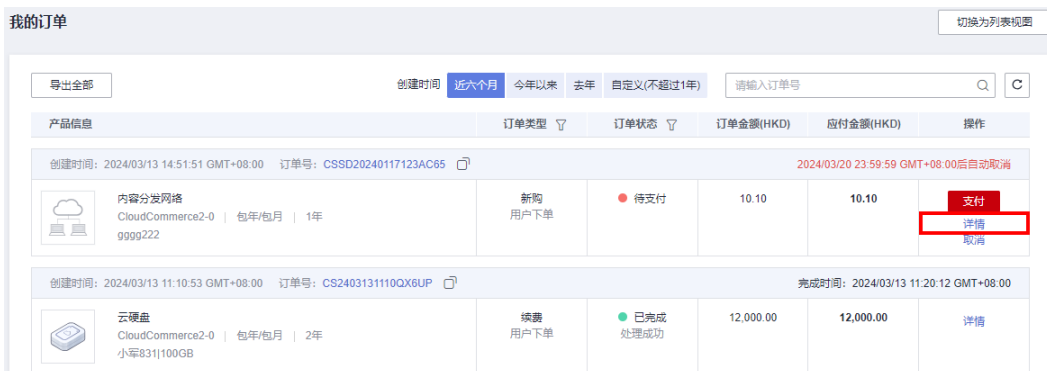 我的订单
切换为列表视图
导出全部
创建时间 近六个月 今年以来 去年 自定义(不超过1年) 请输入订单号
产品信息 订单类型 订单状态 订单金额(HKD) 应付金额(HKD) 操作
创建时间：2024/03/13 14:51:51 GMT+08:00 订单号：CSSD20240117123AC65 2024/03/20 23:59:59 GMT+08:00后自动取消
内容分发网络 新购 待支付 10.10 10.10 支付
CloudCommerce2-0 | 包年/包月 | 1年 用户下单 详情
gggg222 取消
创建时间：2024/03/13 11:10:53 GMT+08:00 订单号：CS2403131110QX6UP 完成时间：2024/03/13 11:20:12 GMT+08:00
云硬盘 续费 已完成 12,000.00 12,000.00 详情
CloudCommerce2-0 | 包年/包月 | 2年 用户下单 处理成功
小军831|100GB